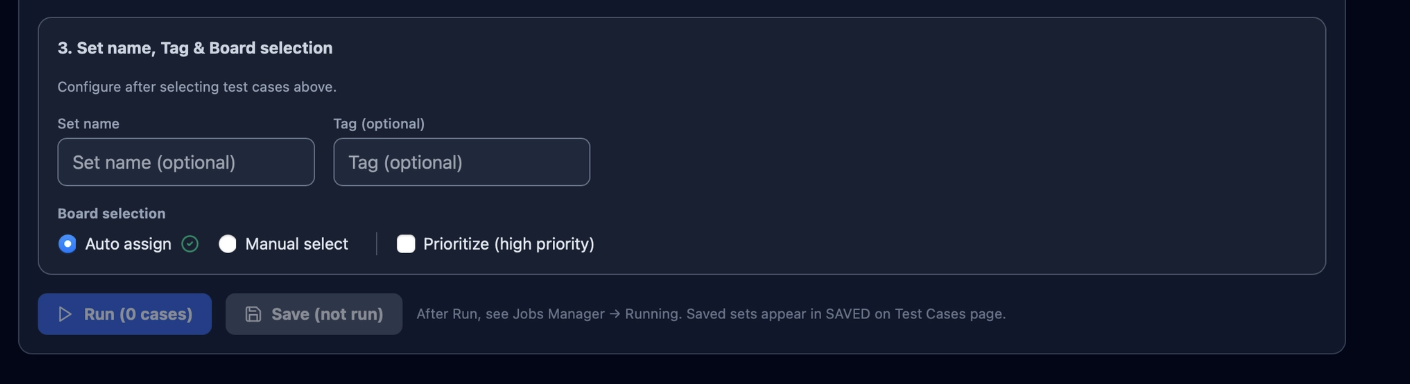 3. Set name, Tag & Board selection
Configure after selecting test cases above.
Set name
Tag (optional)
Set name (optional)
Tag (optional)
Board selection
Auto assign
Manual select
Prioritize (high priority)
Run (0 cases)
Save (not run)
After Run, see Jobs Manager → Running. Saved sets appear in SAVED on Test Cases page.